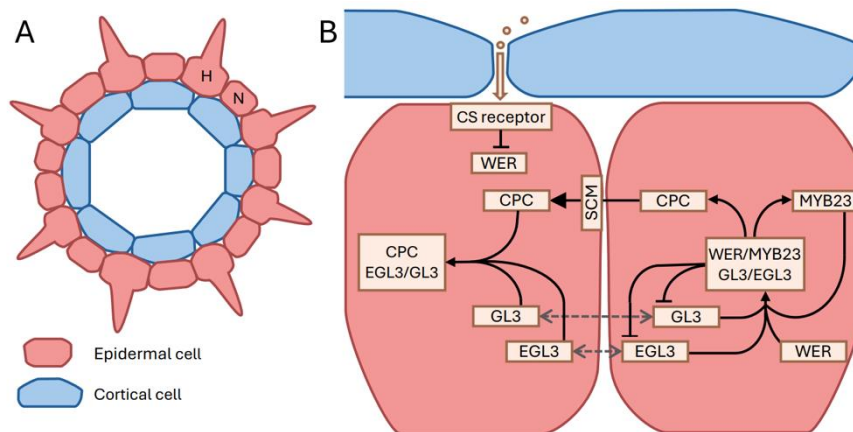 A
H
N
Epidermal cell
Cortical cell
B
CS receptor
WER
CPC
SCM
CPC
MYB23
CPC
EGL3/GL3
WER/MYB23
GL3/EGL3
GL3
GL3
EGL3
EGL3
WER